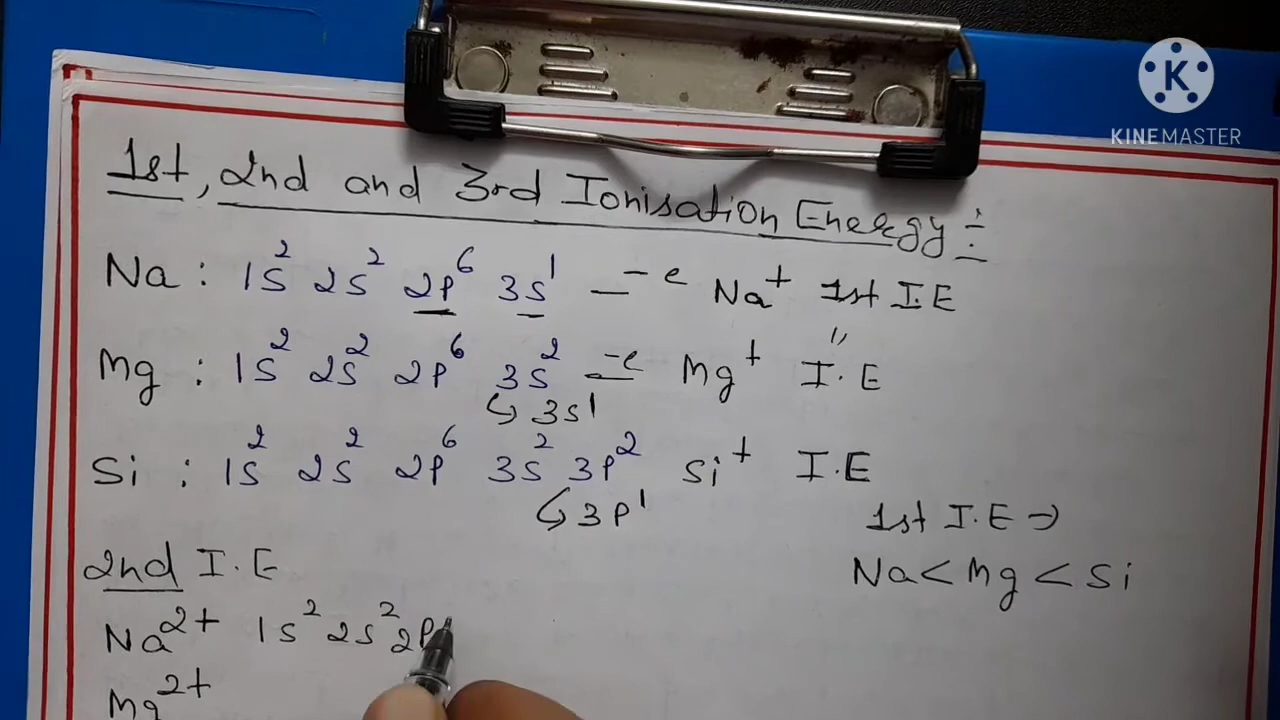 K
KINEMASTER
1st, 2nd and 3rd Ionisation Energy :-
Na : 1s² 2s² 2p⁶ 3s¹ — -e Na⁺ 1st I.E
Mg : 1s² 2s² 2p⁶ 3s² — -e Mg⁺ I.E "
↳ 3s¹
Si : 1s² 2s² 2p⁶ 3s² 3p² Si⁺ I.E
↳ 3p¹
1st I.E →
Na < Mg < Si
2nd I.E
Na²⁺ 1s² 2s² 2p
Mg²⁺